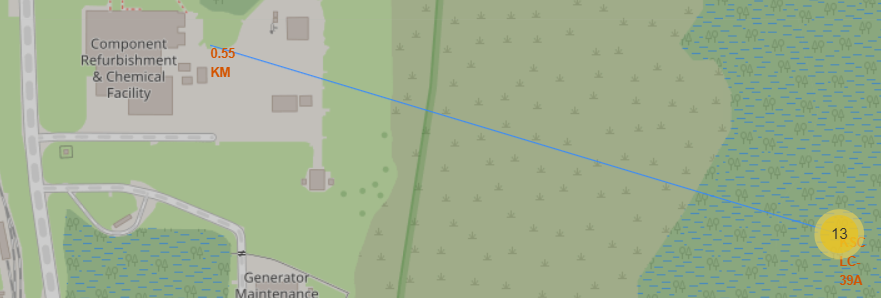 Component
Refurbishment
& Chemical
Facility
0.55
KM
13
LC-
39A
Generator
Maintenance